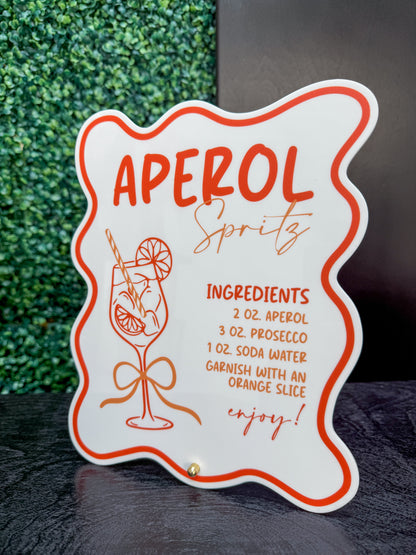 APEROL
Spritz
INGREDIENTS
2 OZ. APEROL
3 OZ. PROSECCO
1 OZ. SODA WATER
GARNISH WITH AN
ORANGE SLICE
enjoy!